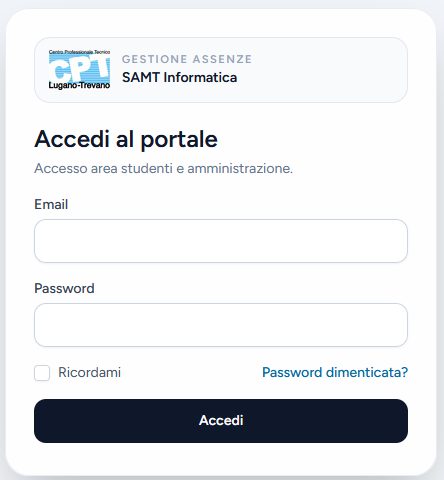 Centro Professionale Tecnico
CPT
Lugano-Trevano
GESTIONE ASSENZE
SAMT Informatica
Accedi al portale
Accesso area studenti e amministrazione.
Email
Password
Ricordami
Password dimenticata?
Accedi